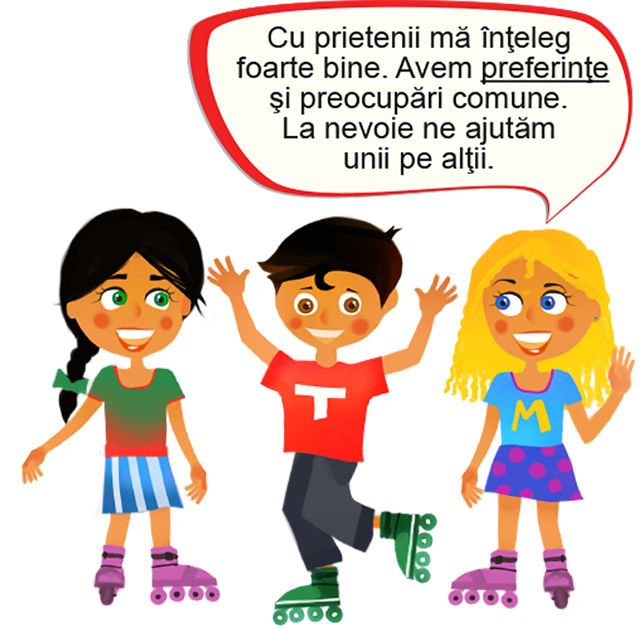 Cu prietenii mă înţeleg
foarte bine. Avem preferinţe
şi preocupări comune.
La nevoie ne ajutăm
unii pe alţii.
T
M